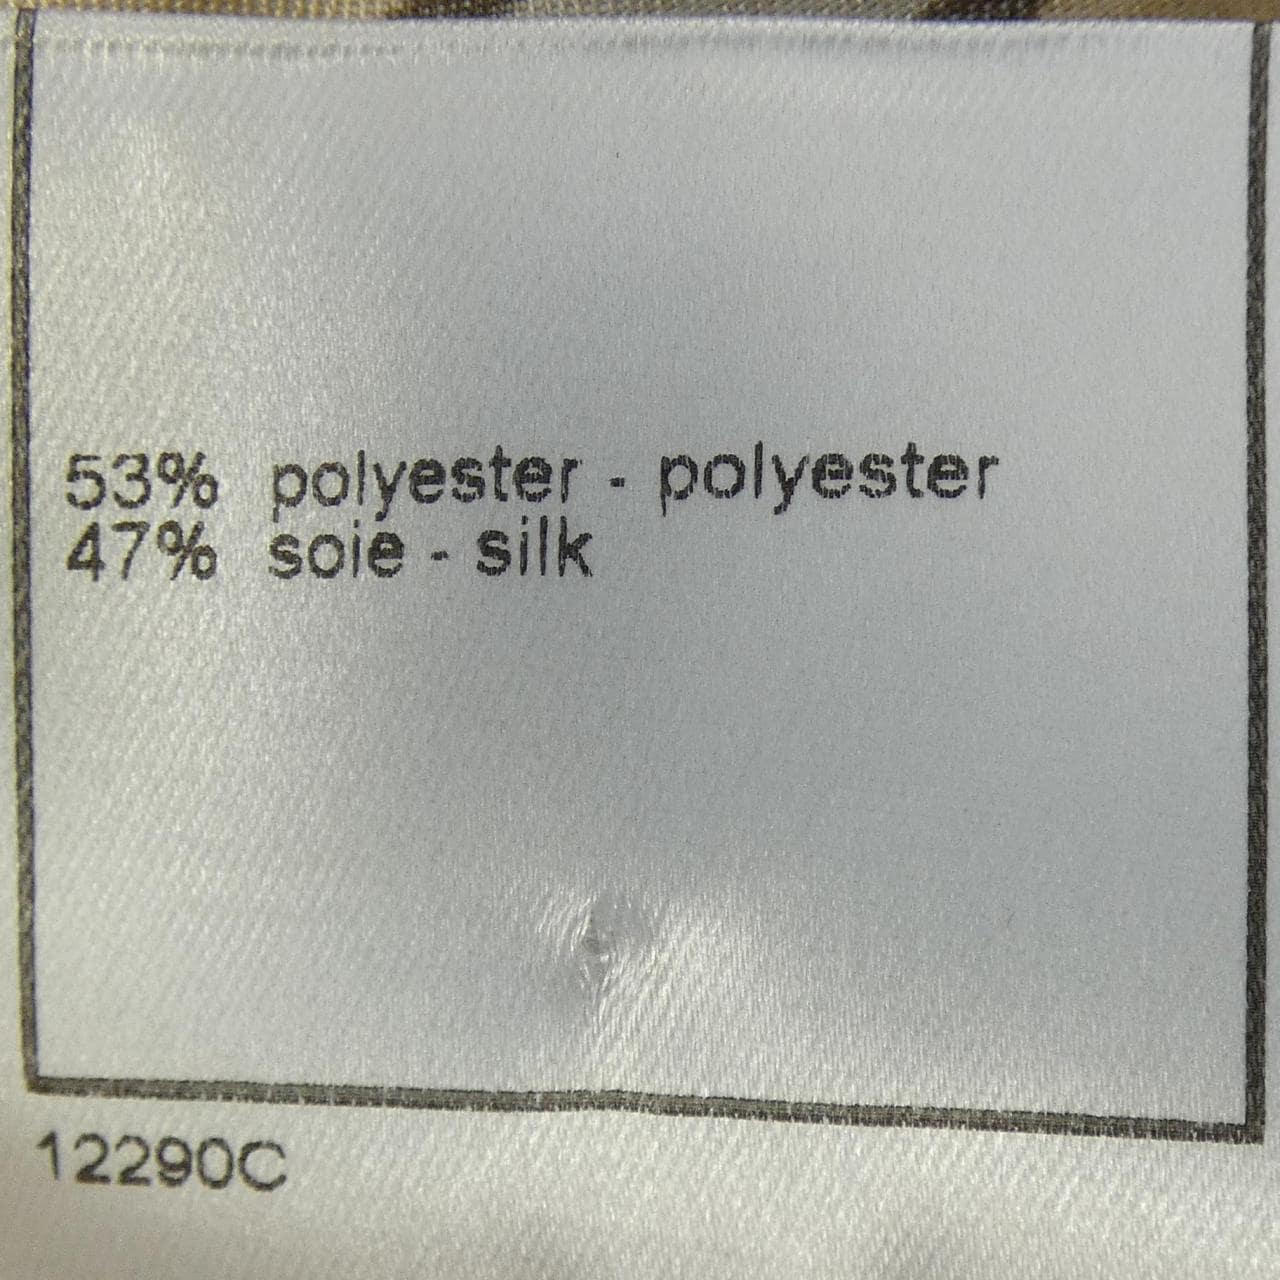 53% polyester - polyester
47% soie - silk
12290C